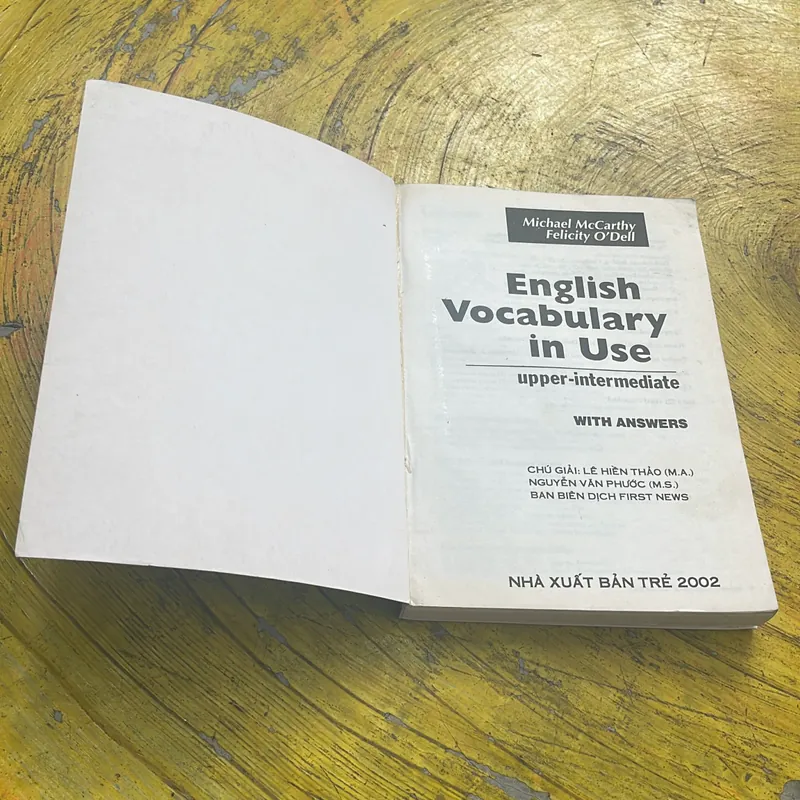 Michael McCarthy
Felicity O'Dell
English
Vocabulary
in Use
upper-intermediate
WITH ANSWERS
CHÚ GIẢI: LÊ HIỀN THẢO (M.A.)
NGUYỄN VĂN PHƯỚC (M.S.)
BAN BIÊN DỊCH FIRST NEWS
NHÀ XUẤT BẢN TRẺ 2002